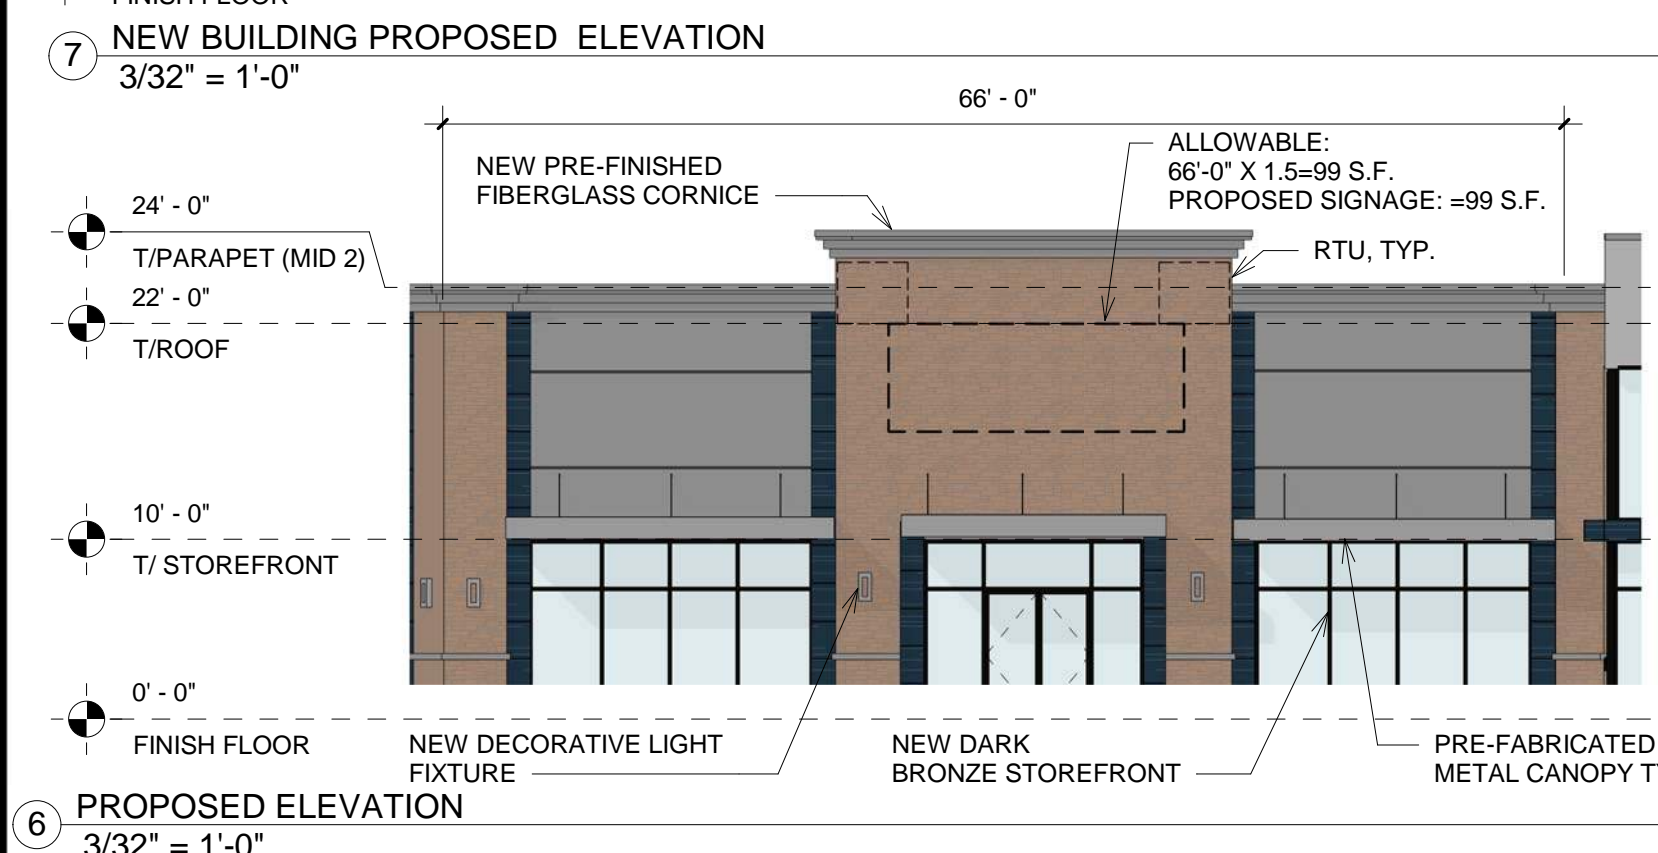 FINISH FLOOR
7 NEW BUILDING PROPOSED ELEVATION
3/32" = 1'-0"
66' - 0"
ALLOWABLE:
66'-0" X 1.5=99 S.F.
PROPOSED SIGNAGE: =99 S.F.
NEW PRE-FINISHED
FIBERGLASS CORNICE
RTU, TYP.
24' - 0"
T/PARAPET (MID 2)
22' - 0"
T/ROOF
10' - 0"
T/ STOREFRONT
0' - 0"
FINISH FLOOR
NEW DECORATIVE LIGHT
FIXTURE
NEW DARK
BRONZE STOREFRONT
PRE-FABRICATED
METAL CANOPY
6 PROPOSED ELEVATION
3/32" = 1'-0"